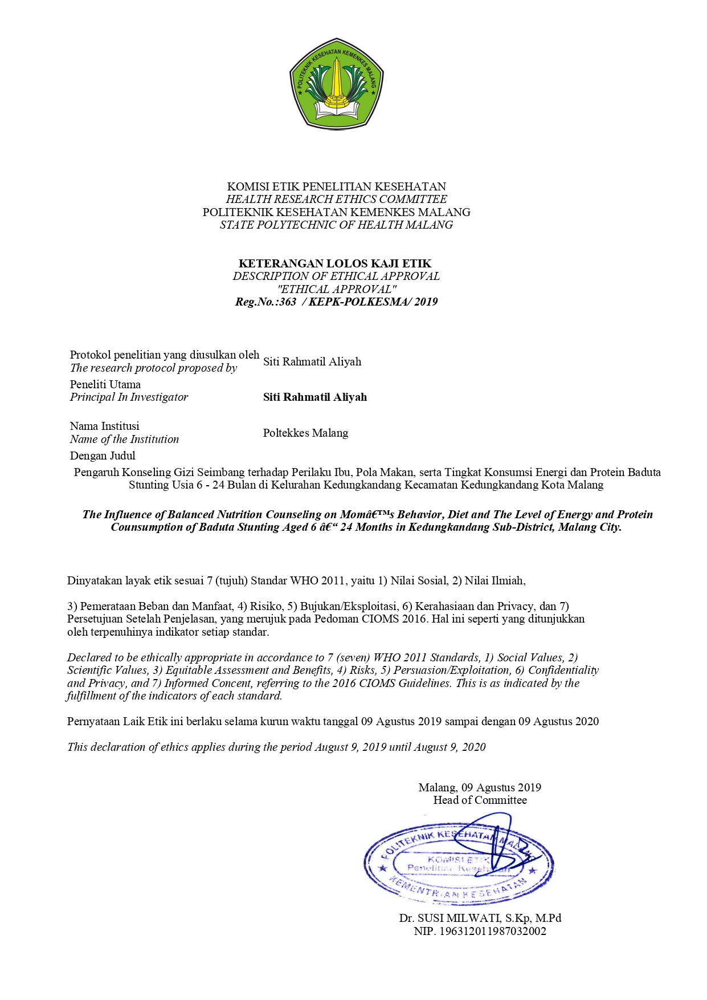 POLITEKNIK KESEHATAN KEMENKES MALANG
KOMISI ETIK PENELITIAN KESEHATAN
HEALTH RESEARCH ETHICS COMMITTEE
POLITEKNIK KESEHATAN KEMENKES MALANG
STATE POLYTECHNIC OF HEALTH MALANG
KETERANGAN LOLOS KAJI ETIK
DESCRIPTION OF ETHICAL APPROVAL
"ETHICAL APPROVAL"
Reg.No.:363 / KEPK-POLKESMA/ 2019
Protokol penelitian yang diusulkan oleh
The research protocol proposed by
Siti Rahmatil Aliyah
Peneliti Utama
Principal In Investigator
Siti Rahmatil Aliyah
Nama Institusi
Name of the Institution
Poltekkes Malang
Dengan Judul
Pengaruh Konseling Gizi Seimbang terhadap Perilaku Ibu, Pola Makan, serta Tingkat Konsumsi Energi dan Protein Baduta
Stunting Usia 6 - 24 Bulan di Kelurahan Kedungkandang Kecamatan Kedungkandang Kota Malang
The Influence of Balanced Nutrition Counseling on Momâ€™s Behavior, Diet and The Level of Energy and Protein
Counsumption of Baduta Stunting Aged 6 â€“ 24 Months in Kedungkandang Sub-District, Malang City.
Dinyatakan layak etik sesuai 7 (tujuh) Standar WHO 2011, yaitu 1) Nilai Sosial, 2) Nilai Ilmiah,
3) Pemerataan Beban dan Manfaat, 4) Risiko, 5) Bujukan/Eksploitasi, 6) Kerahasiaan dan Privacy, dan 7)
Persetujuan Setelah Penjelasan, yang merujuk pada Pedoman CIOMS 2016. Hal ini seperti yang ditunjukkan
oleh terpenuhinya indikator setiap standar.
Declared to be ethically appropriate in accordance to 7 (seven) WHO 2011 Standards, 1) Social Values, 2)
Scientific Values, 3) Equitable Assessment and Benefits, 4) Risks, 5) Persuasion/Exploitation, 6) Confidentiality
and Privacy, and 7) Informed Concent, referring to the 2016 CIOMS Guidelines. This is as indicated by the
fulfillment of the indicators of each standard.
Pernyataan Laik Etik ini berlaku selama kurun waktu tanggal 09 Agustus 2019 sampai dengan 09 Agustus 2020
This declaration of ethics applies during the period August 9, 2019 until August 9, 2020
Malang, 09 Agustus 2019
Head of Committee
POLITEKNIK KESEHATAN MALANG
KOMISI ETIK
Penelitian Kesehatan
KEMENTRIAN KESEHATAN
Dr. SUSI MILWATI, S.Kp, M.Pd
NIP. 196312011987032002